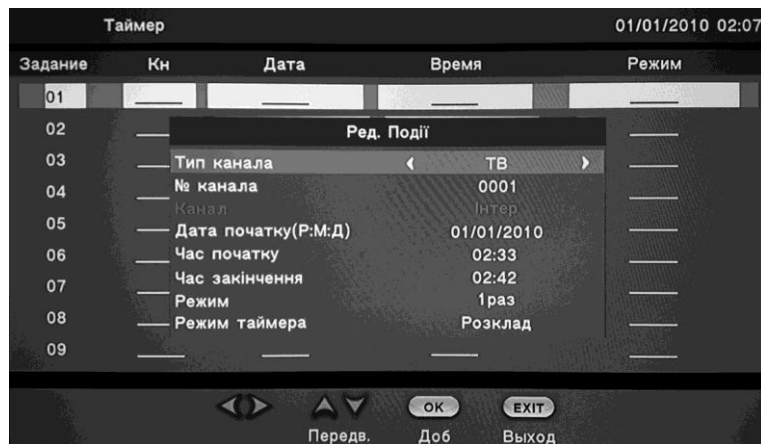 Таймер 01/01/2010 02:07
Задание Кн Дата Время Режим
01
02
Ред. Події
03
Тип канала ТВ
04
№ канала 0001
Канал Інтер
05
Дата початку(Р:М:Д) 01/01/2010
06
Час початку 02:33
07
Час закінчення 02:42
Режим 1раз
08
Режим таймера Розклад
09
OK EXIT
Передв. Доб Выход